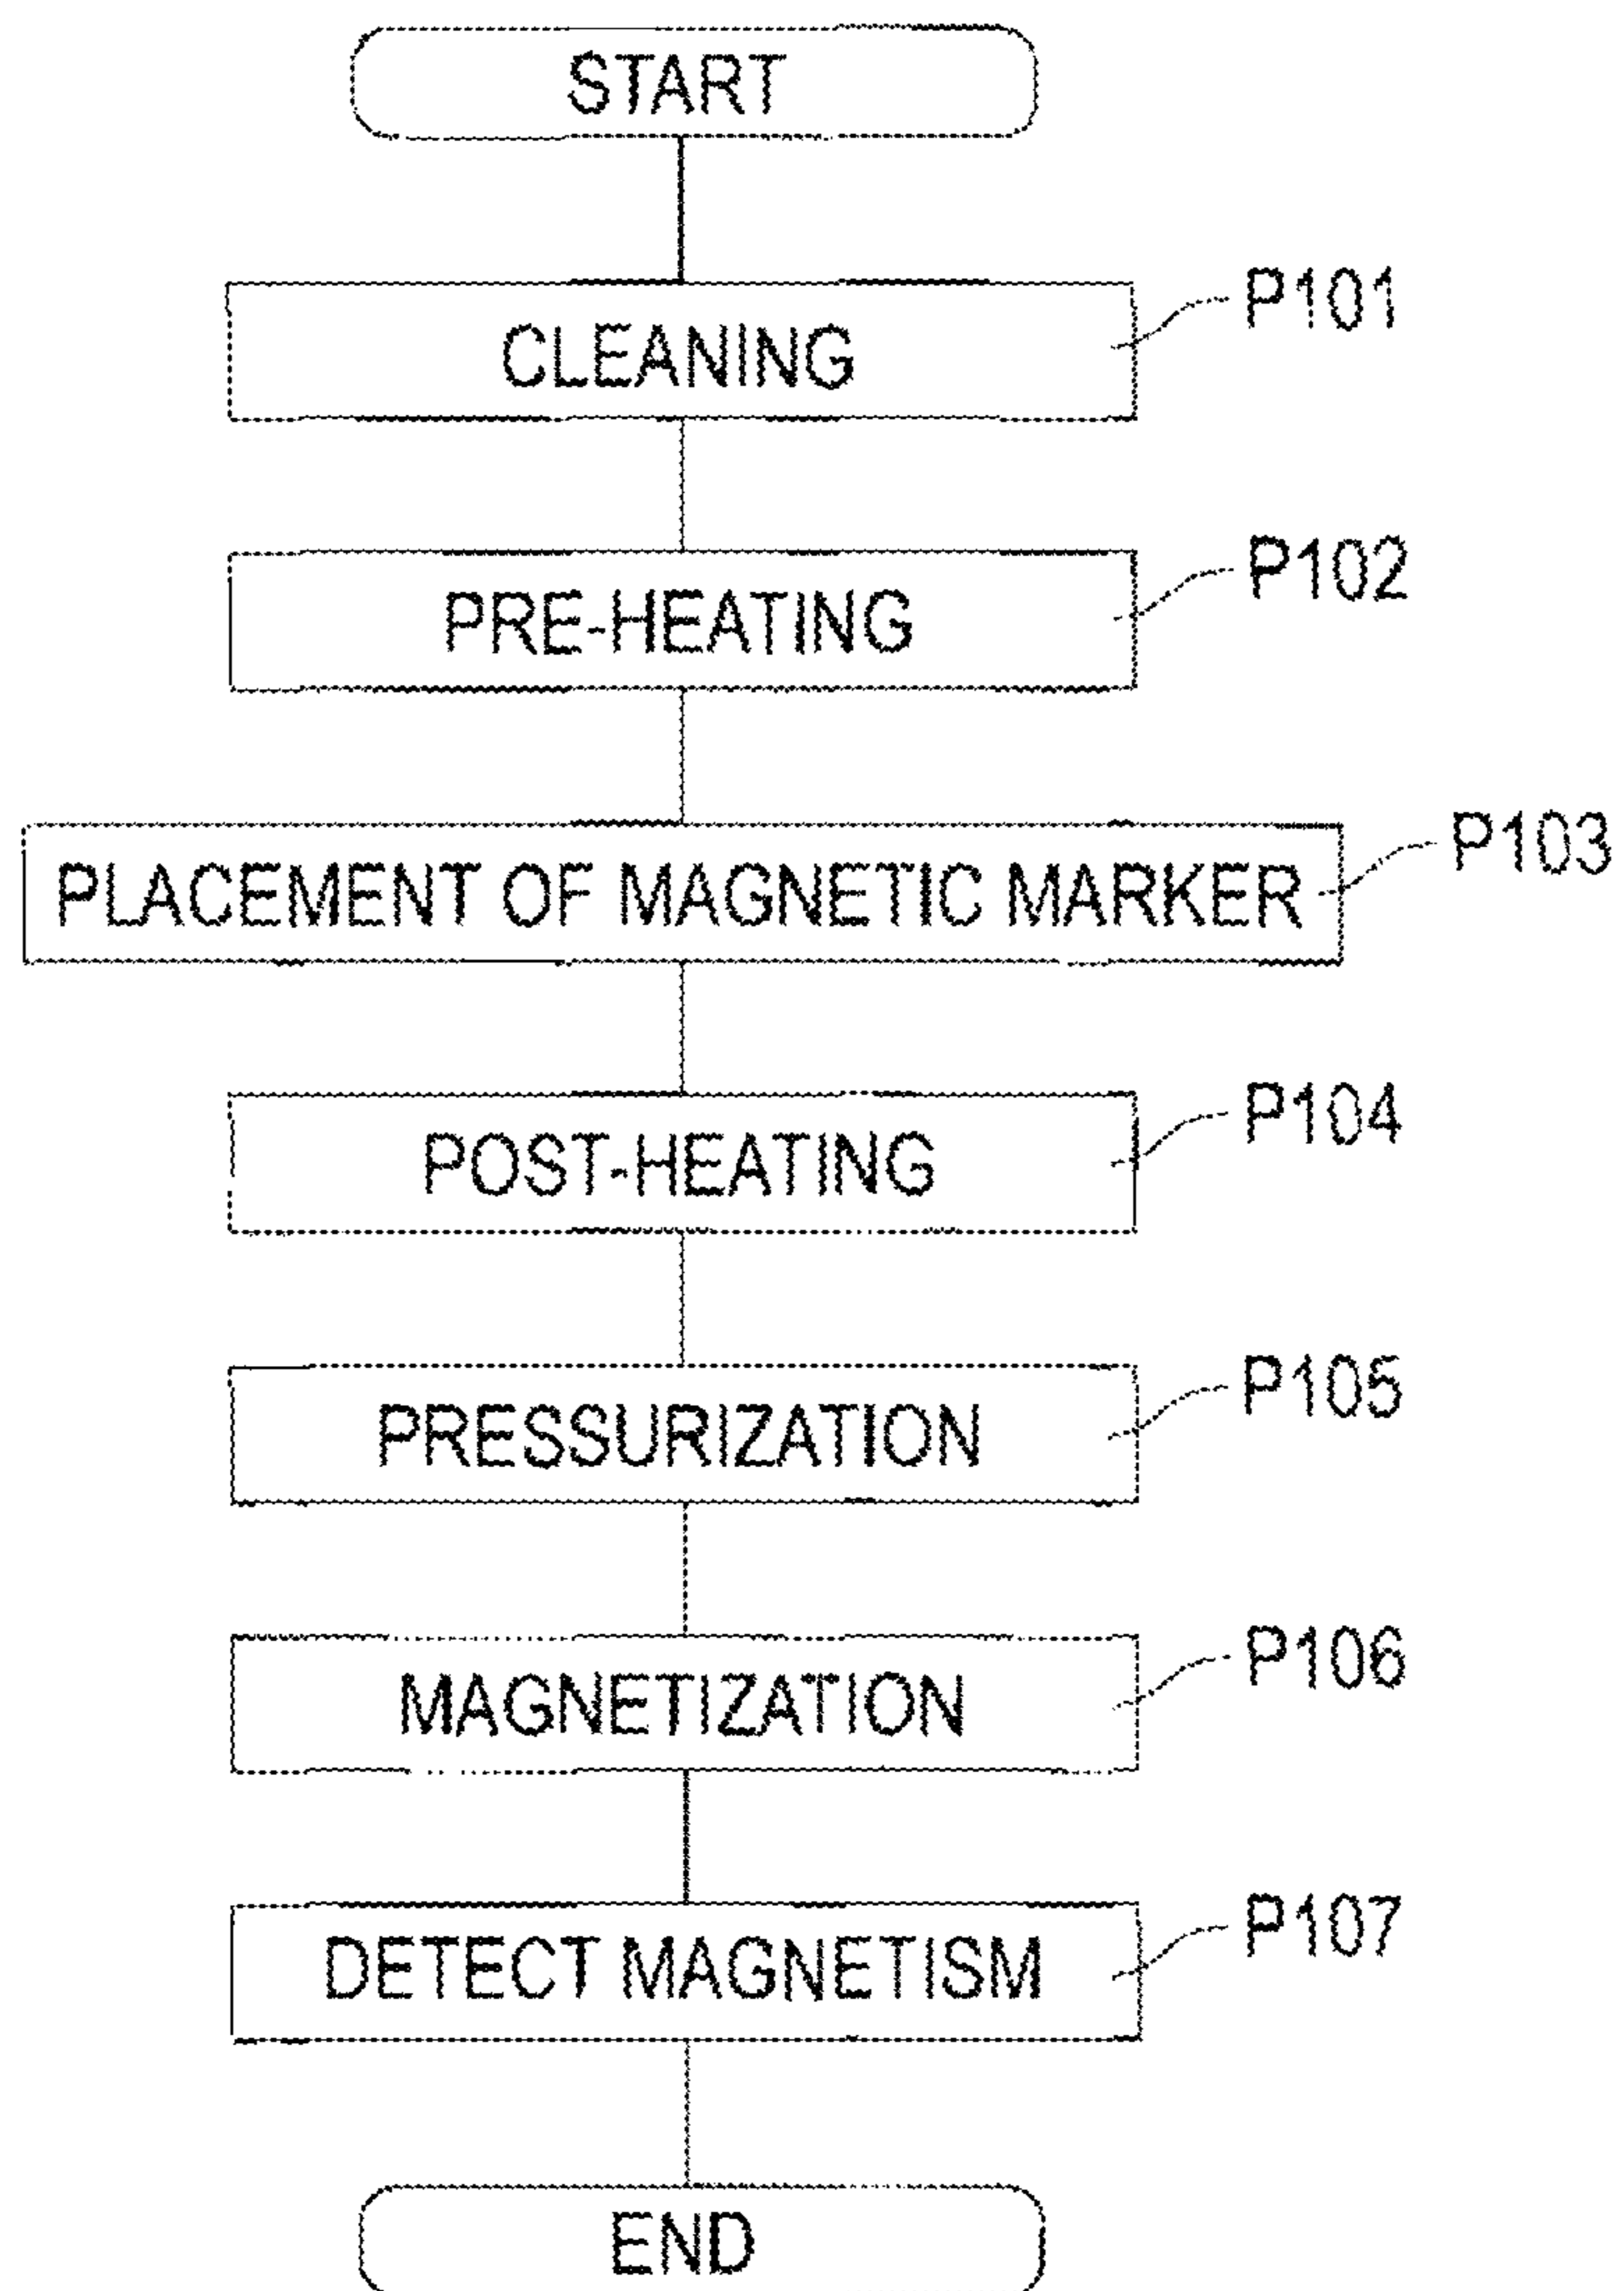 START
CLEANING
P101
PRE-HEATING
P102
PLACEMENT OF MAGNETIC MARKER
P103
POST-HEATING
P104
PRESSURIZATION
P105
MAGNETIZATION
P106
DETECT MAGNETISM
P107
END